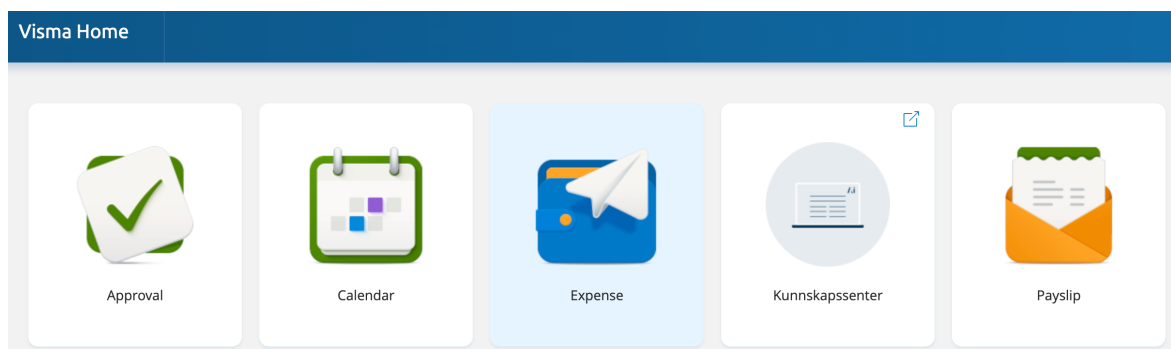 Visma Home
Approval
Calendar
Expense
Kunnskapssenter
Payslip